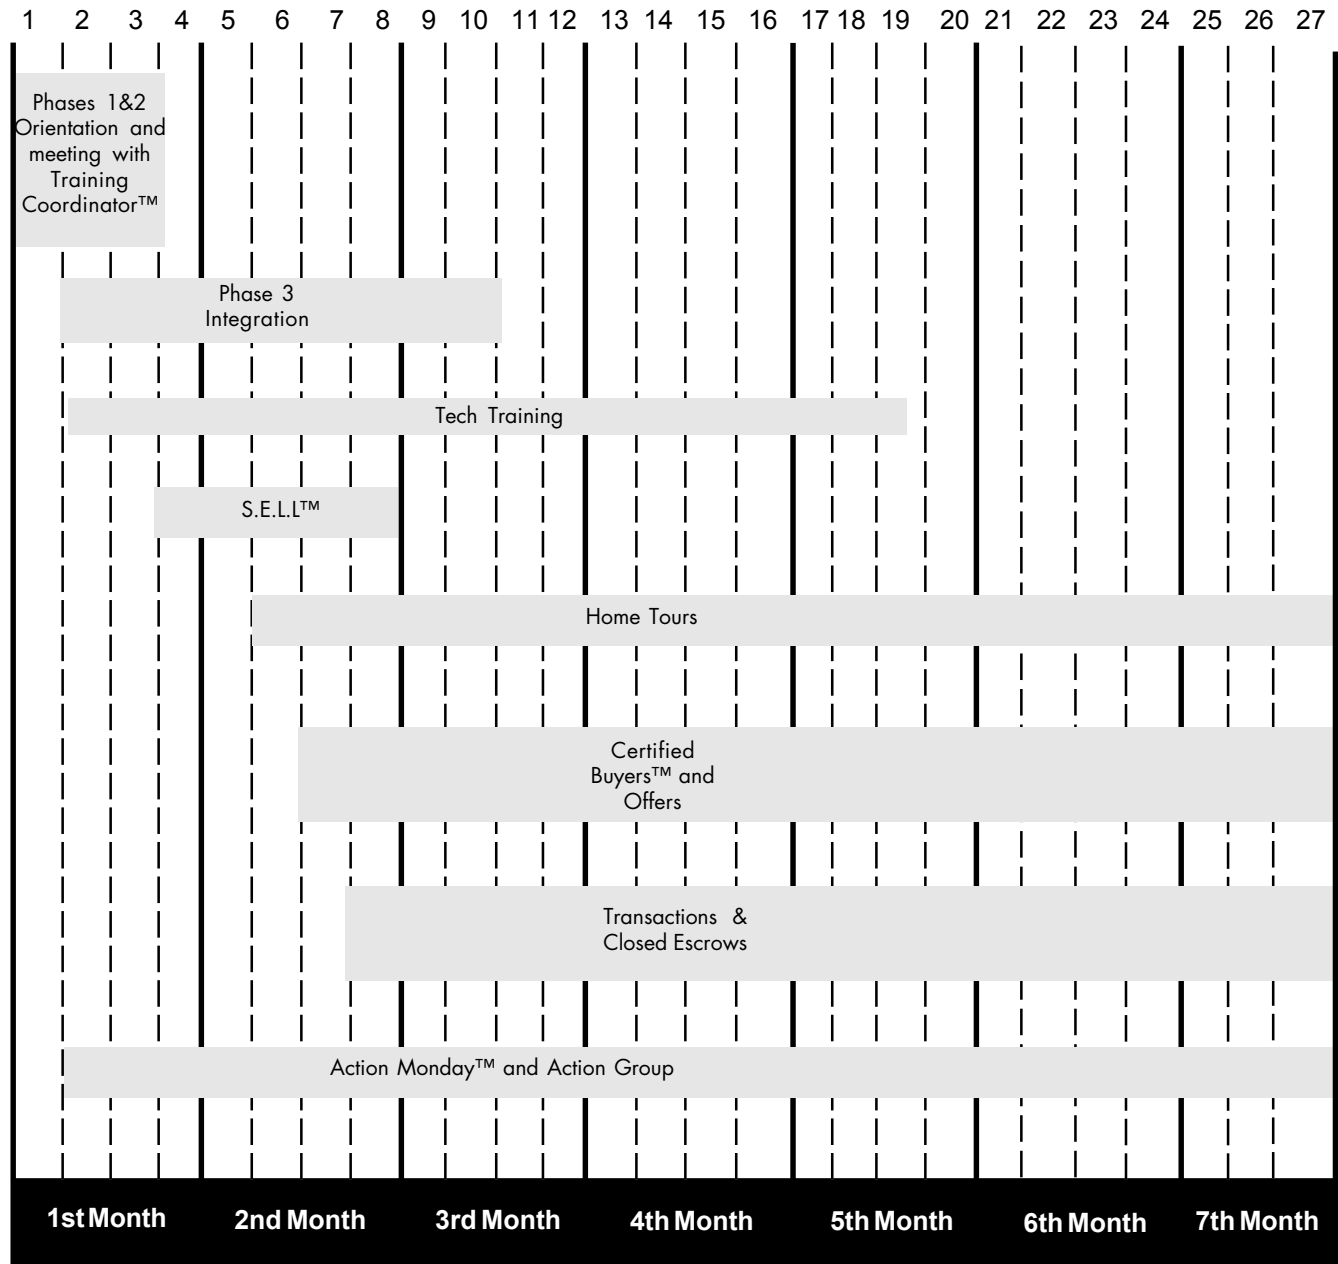 1 2 3 4 5 6 7 8 9 10 11 12 13 14 15 16 17 18 19 20 21 22 23 24 25 26 27
Phases 1&2
Orientation and
meeting with
Training
Coordinator™
Phase 3
Integration
Tech Training
S.E.L.L™
Home Tours
Certified
Buyers™ and
Offers
Transactions &
Closed Escrows
Action Monday™ and Action Group
1st Month 2nd Month 3rd Month 4th Month 5th Month 6th Month 7th Month